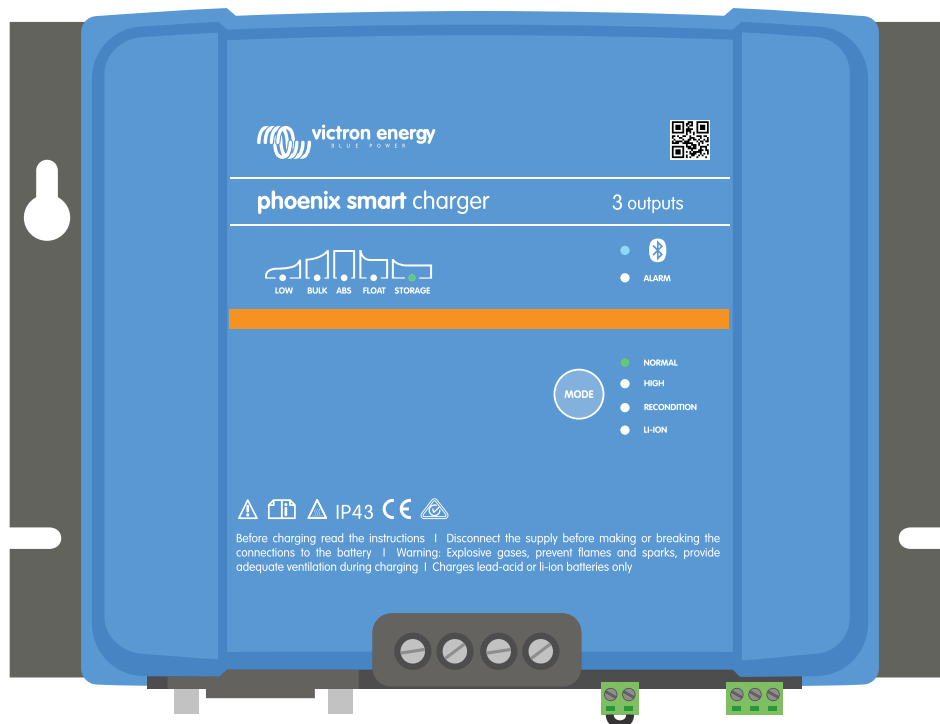 victron energy
BLUE POWER
phoenix smart charger 3 outputs
LOW BULK ABS FLOAT STORAGE
ALARM
NORMAL
HIGH
MODE
RECONDITION
LI-ION
IP43 CE
Before charging read the instructions I Disconnect the supply before making or breaking the
connections to the battery I Warning: Explosive gases, prevent flames and sparks, provide
adequate ventilation during charging I Charges lead-acid or li-ion batteries only